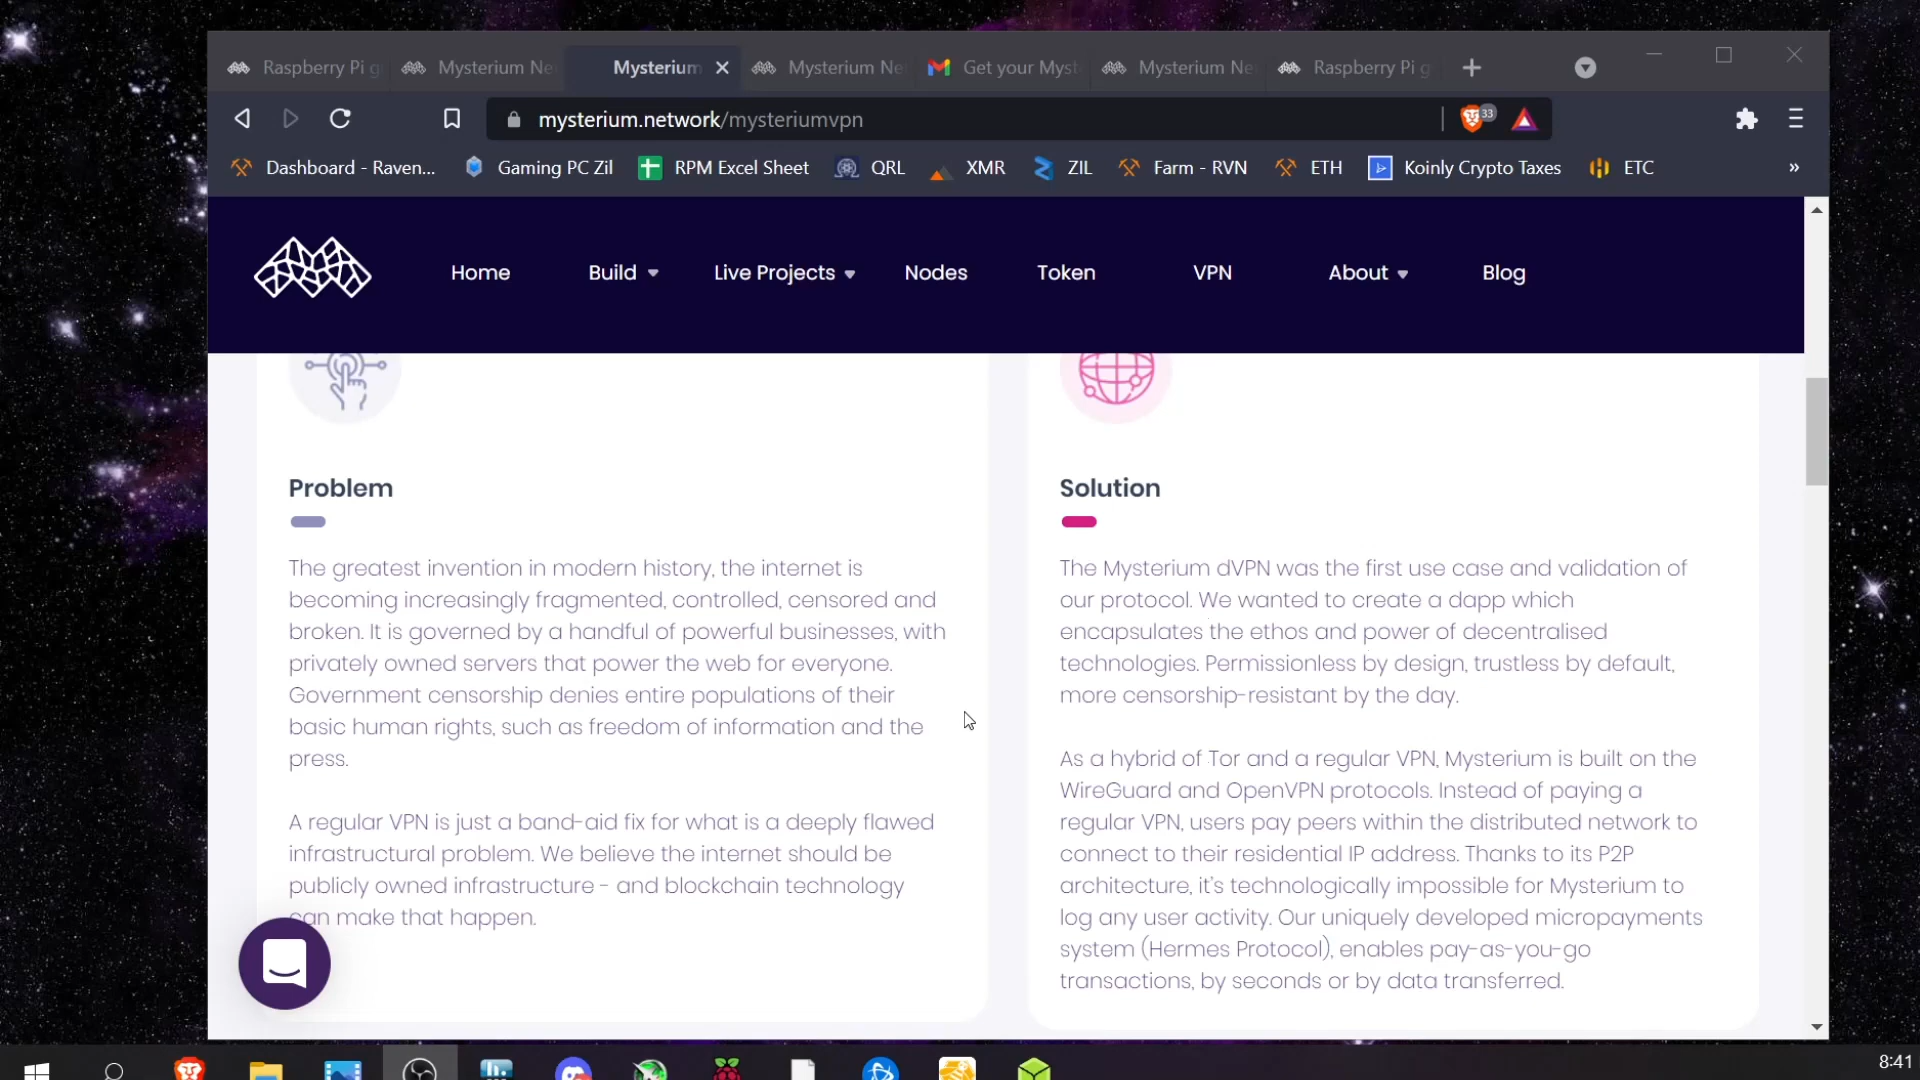 Raspberry Pi g
Mysterium Ne
Mysterium
Mysterium Ne
Get your Myst
Mysterium Ne
Raspberry Pi g
mysterium.network/mysteriumvpn
33
Dashboard - Raven...
Gaming PC Zil
RPM Excel Sheet
QRL
XMR
ZIL
Farm - RVN
ETH
Koinly Crypto Taxes
ETC
»
Home
Build
Live Projects
Nodes
Token
VPN
About
Blog
Problem
The greatest invention in modern history, the internet is
becoming increasingly fragmented, controlled, censored and
broken. It is governed by a handful of powerful businesses, with
privately owned servers that power the web for everyone.
Government censorship denies entire populations of their
basic human rights, such as freedom of information and the
press.
A regular VPN is just a band-aid fix for what is a deeply flawed
infrastructural problem. We believe the internet should be
publicly owned infrastructure - and blockchain technology
can make that happen.
Solution
The Mysterium dVPN was the first use case and validation of
our protocol. We wanted to create a dapp which
encapsulates the ethos and power of decentralised
technologies. Permissionless by design, trustless by default,
more censorship-resistant by the day.
As a hybrid of Tor and a regular VPN, Mysterium is built on the
WireGuard and OpenVPN protocols. Instead of paying a
regular VPN, users pay peers within the distributed network to
connect to their residential IP address. Thanks to its P2P
architecture, it's technologically impossible for Mysterium to
log any user activity. Our uniquely developed micropayments
system (Hermes Protocol), enables pay-as-you-go
transactions, by seconds or by data transferred.
8:41